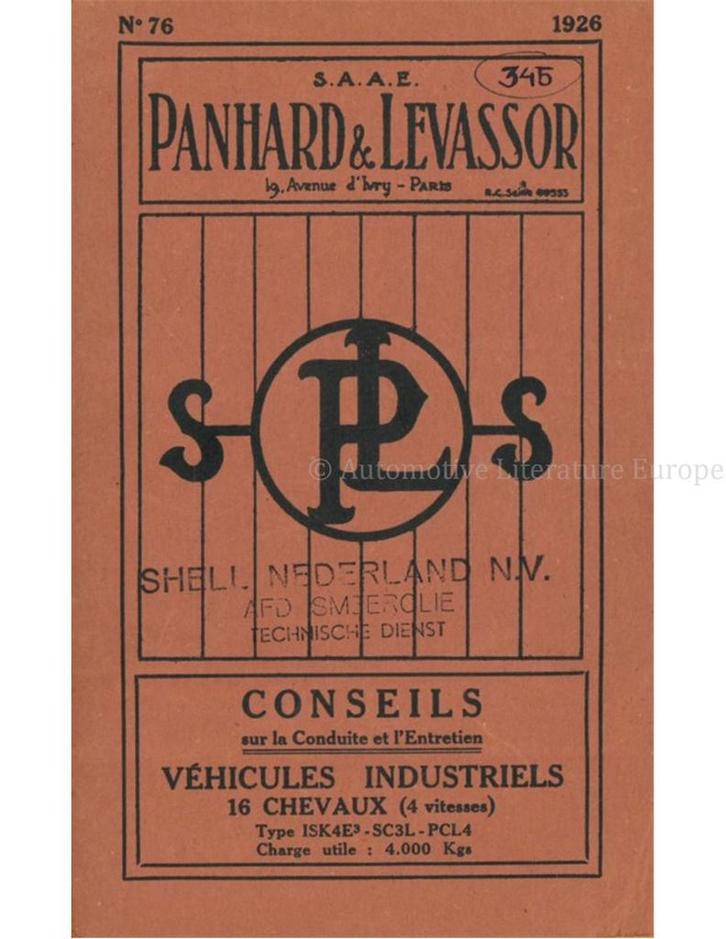 N° 76 1926
S.A.A.E. 345
PANHARD & LEVASSOR
19, Avenue d'Ivry - PARIS R.C. Seine
S PL S
© Automotive Literature Europe
SHELL NEDERLAND N.V.
AFD SMEEROLIE
TECHNISCHE DIENST
CONSEILS
sur la Conduite et l'Entretien
VÉHICULES INDUSTRIELS
16 CHEVAUX (4 vitesses)
Type ISK4E³ - SC3L - PCL4
Charge utile : 4.000 Kgs